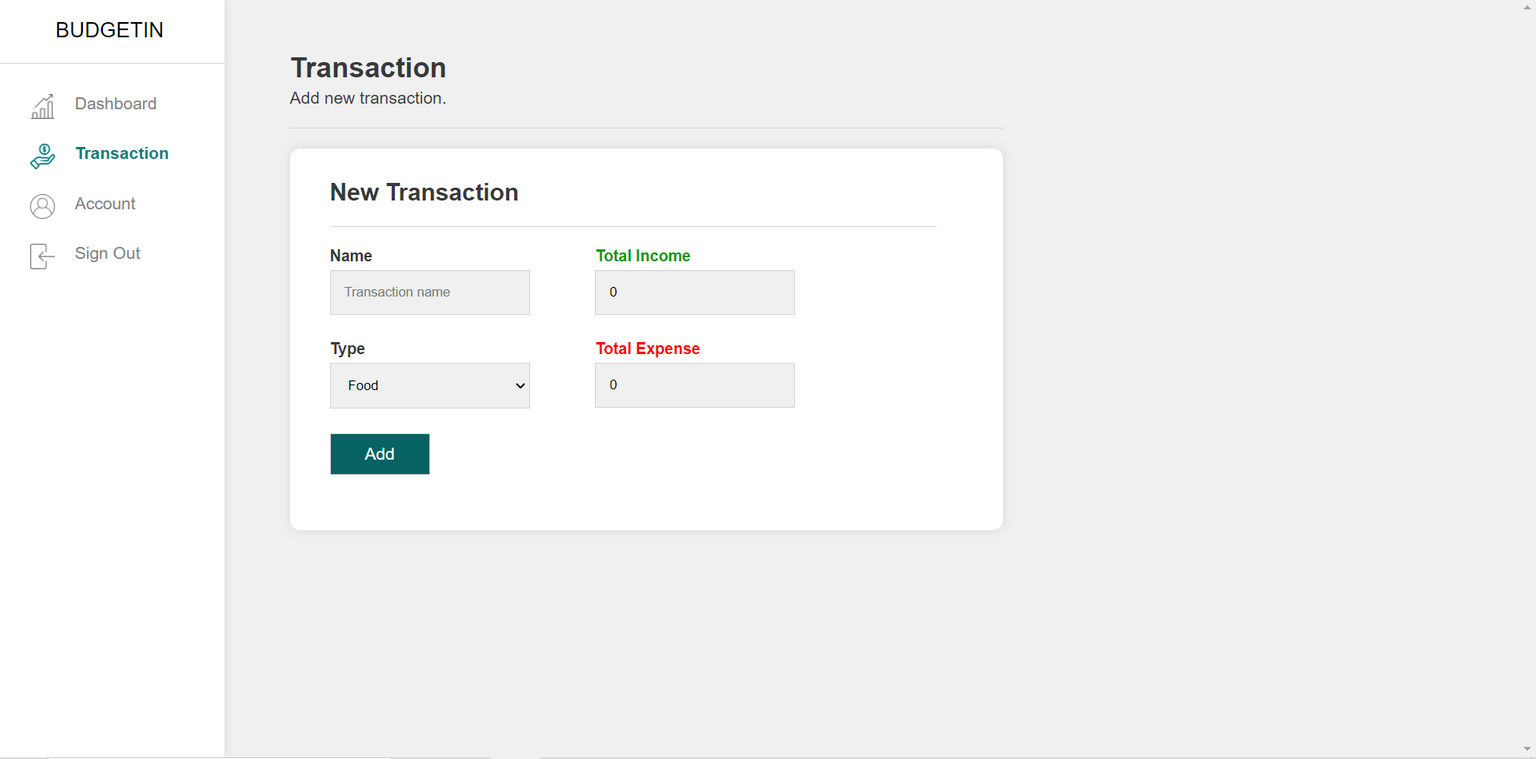 BUDGETIN
Dashboard
Transaction
Account
Sign Out
Transaction
Add new transaction.
New Transaction
Name
Transaction name
Total Income
0
Type
Food
Total Expense
0
Add